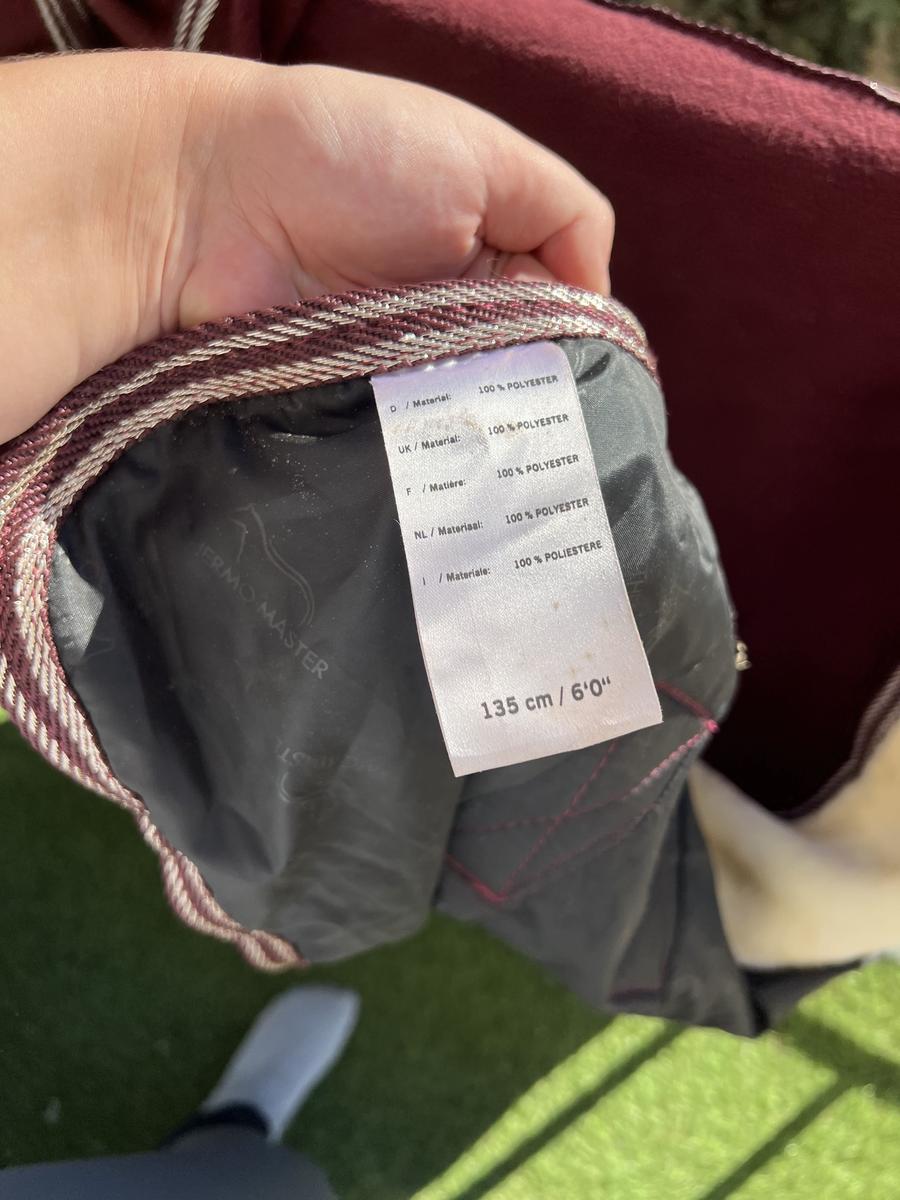 D / Material: 100 % POLYESTER
UK / Material: 100 % POLYESTER
F / Matière: 100 % POLYESTER
NL / Materiaal: 100 % POLYESTER
I / Materiale: 100 % POLIESTERE
135 cm / 6‘0“
MASTER